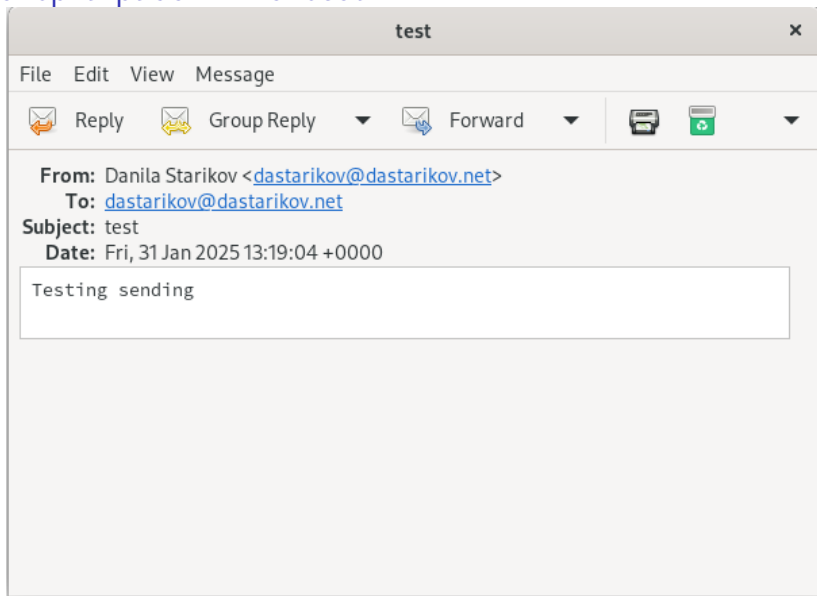 test ×
File Edit View Message
Reply Group Reply Forward
From: Danila Starikov <dastarikov@dastarikov.net>
To: dastarikov@dastarikov.net
Subject: test
Date: Fri, 31 Jan 2025 13:19:04 +0000
Testing sending